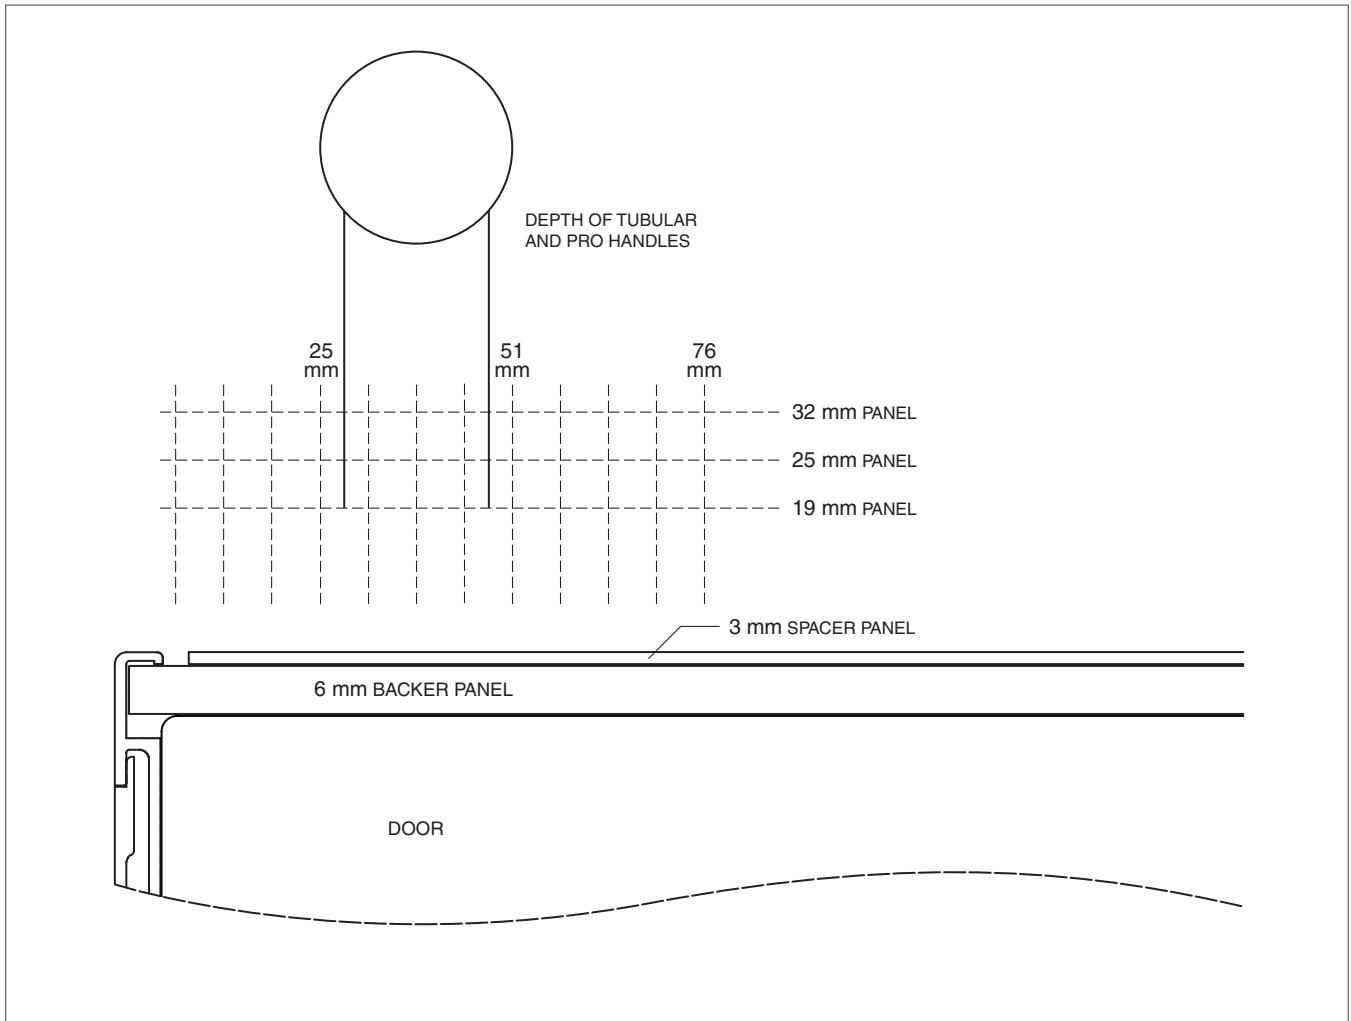 DEPTH OF TUBULAR
AND PRO HANDLES
25
mm
51
mm
76
mm
32 mm PANEL
25 mm PANEL
19 mm PANEL
3 mm SPACER PANEL
6 mm BACKER PANEL
DOOR